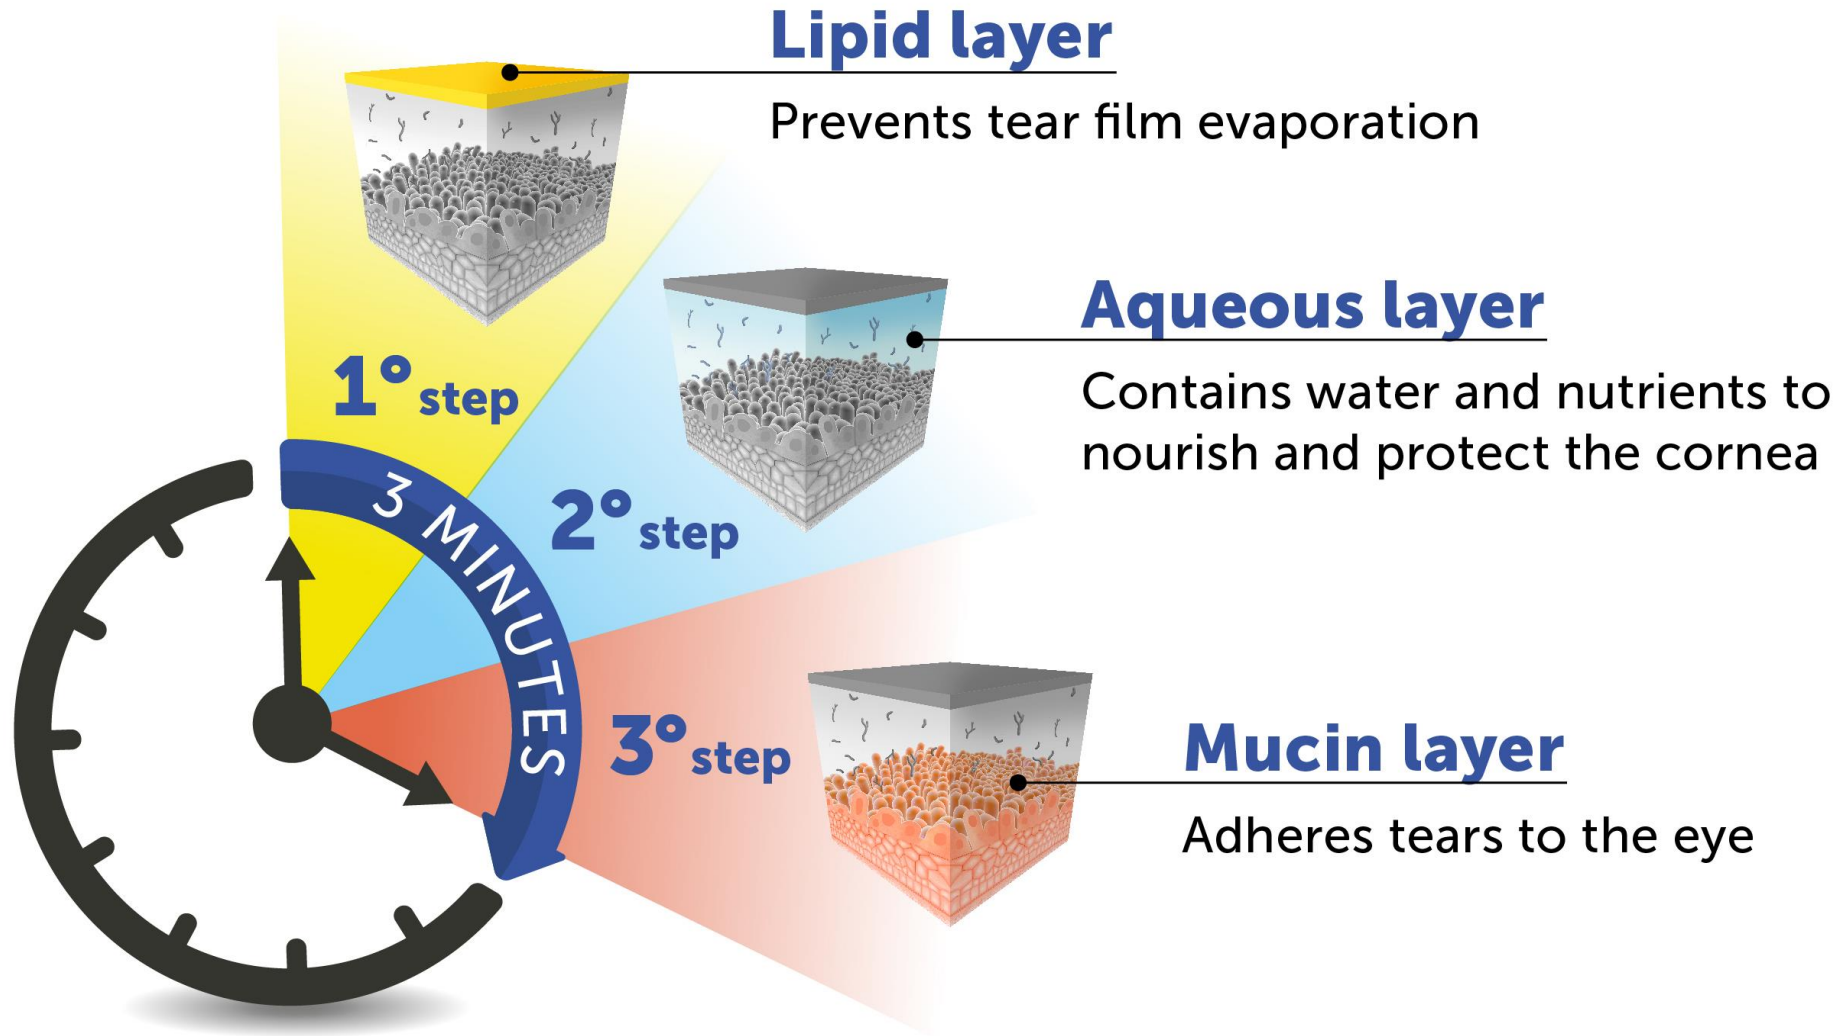 Lipid layer
Prevents tear film evaporation
1° step
Aqueous layer
Contains water and nutrients to
nourish and protect the cornea
2° step
3 MINUTES
3° step
Mucin layer
Adheres tears to the eye